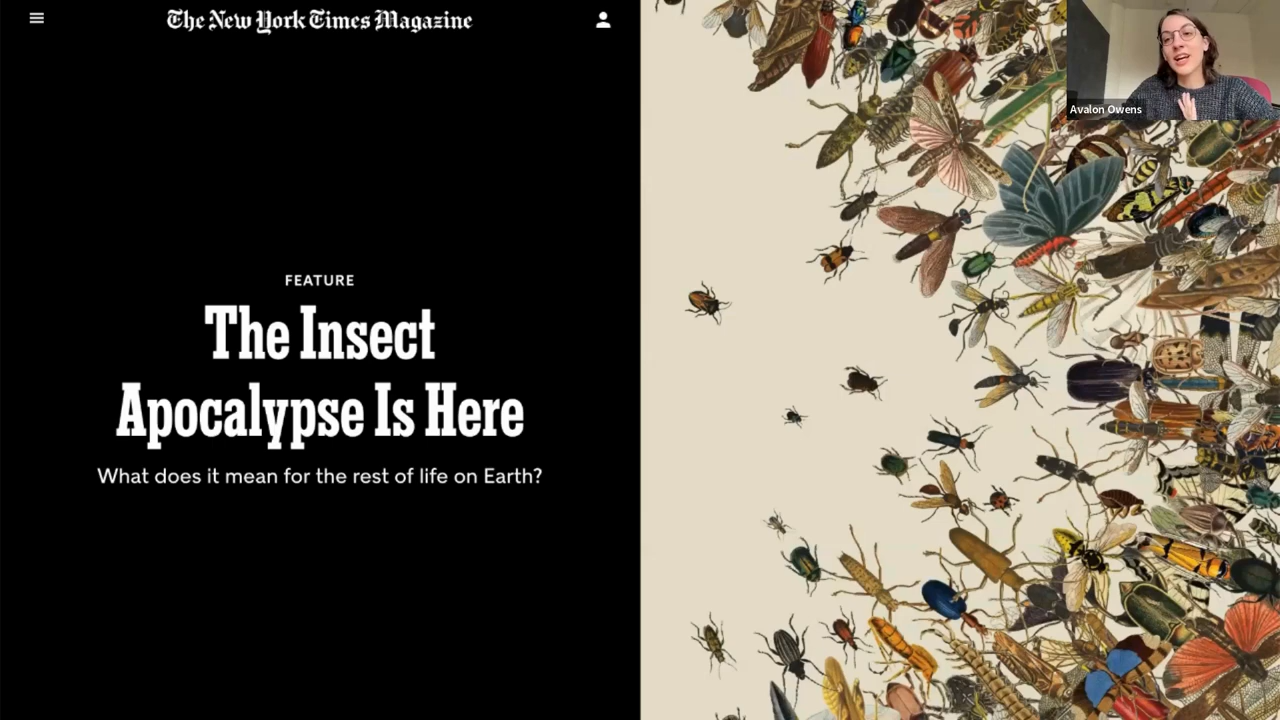 The New York Times Magazine
Avalon Owens
FEATURE
The Insect
Apocalypse Is Here
What does it mean for the rest of life on Earth?